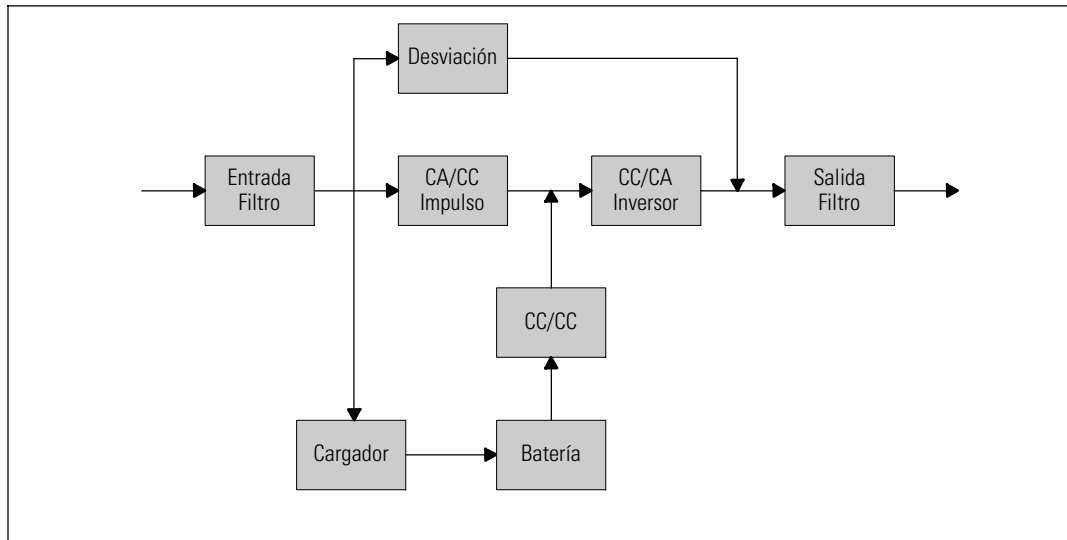 Desviación
Entrada
Filtro
CA/CC
Impulso
CC/CA
Inversor
Salida
Filtro
CC/CC
Cargador
Batería